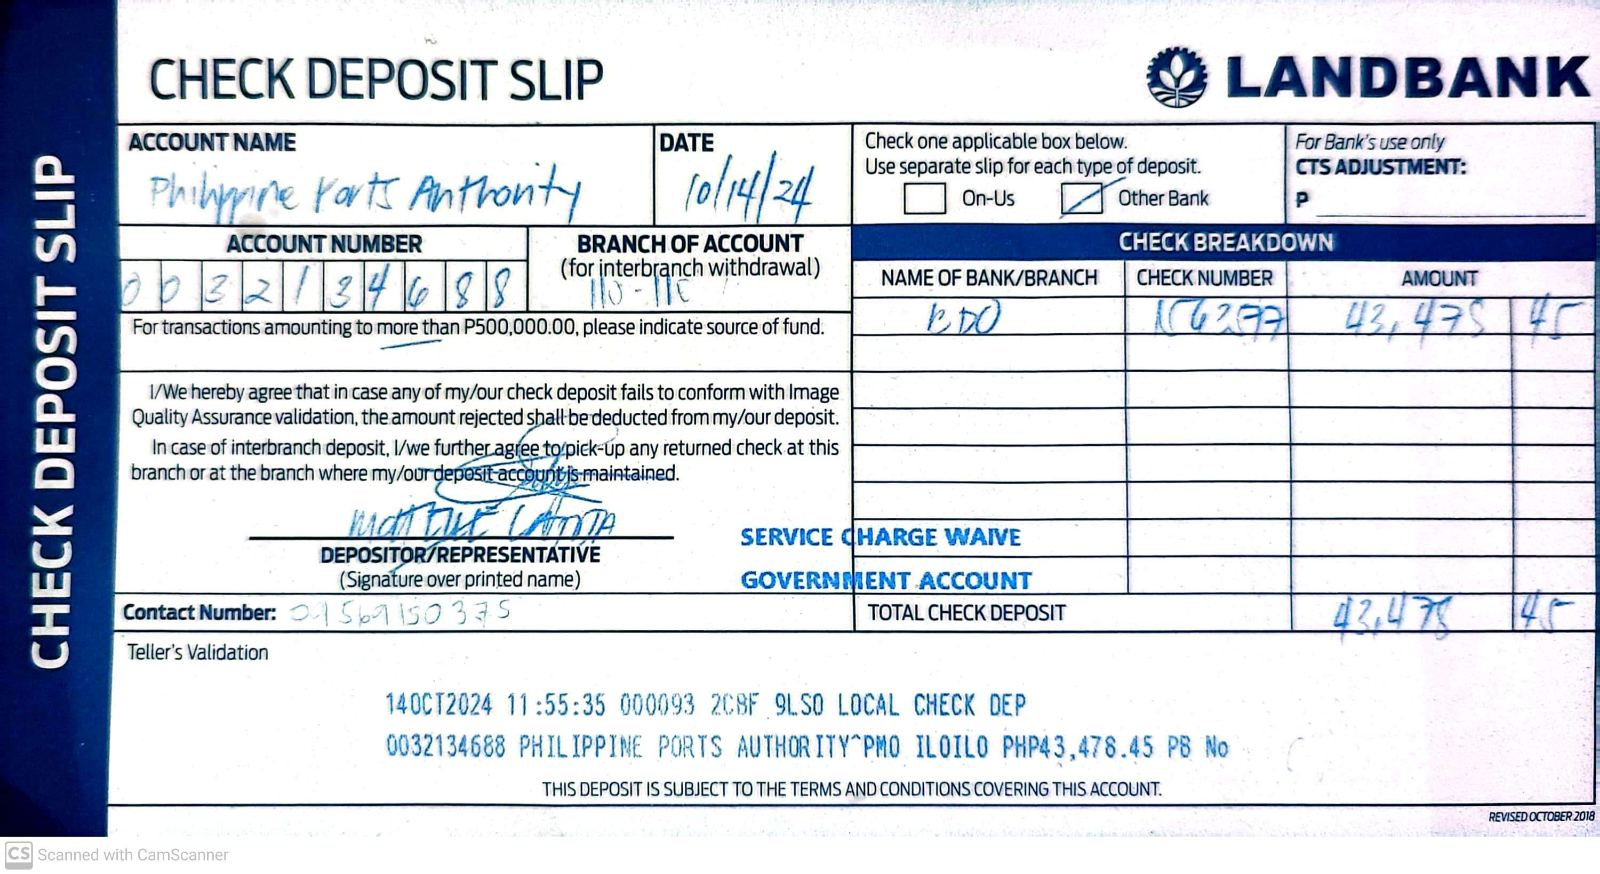 CHECK DEPOSIT SLIP
CHECK DEPOSIT SLIP
LANDBANK
ACCOUNT NAME
Philippine Ports Authority
DATE
10/14/24
Check one applicable box below.
Use separate slip for each type of deposit.
On-Us
Other Bank
For Bank's use only
CTS ADJUSTMENT:
P
ACCOUNT NUMBER
0032134688
BRANCH OF ACCOUNT
(for interbranch withdrawal)
For transactions amounting to more than P500,000.00, please indicate source of fund.
CHECK BREAKDOWN
NAME OF BANK/BRANCH
CHECK NUMBER
AMOUNT
BDO
43,478 45
I/We hereby agree that in case any of my/our check deposit fails to conform with Image
Quality Assurance validation, the amount rejected shall be deducted from my/our deposit.
In case of interbranch deposit, I/we further agree to pick-up any returned check at this
branch or at the branch where my/our deposit account is maintained.
DEPOSITOR/REPRESENTATIVE
(Signature over printed name)
SERVICE CHARGE WAIVE
GOVERNMENT ACCOUNT
Contact Number: 09569150375
TOTAL CHECK DEPOSIT
43,478 45
Teller's Validation
14OCT2024 11:55:35 000093 2C8F 9LSO LOCAL CHECK DEP
0032134688 PHILIPPINE PORTS AUTHORITY^PMO ILOILO PHP43,478.45 PB No
THIS DEPOSIT IS SUBJECT TO THE TERMS AND CONDITIONS COVERING THIS ACCOUNT.
REVISED OCTOBER 2018
CS Scanned with CamScanner